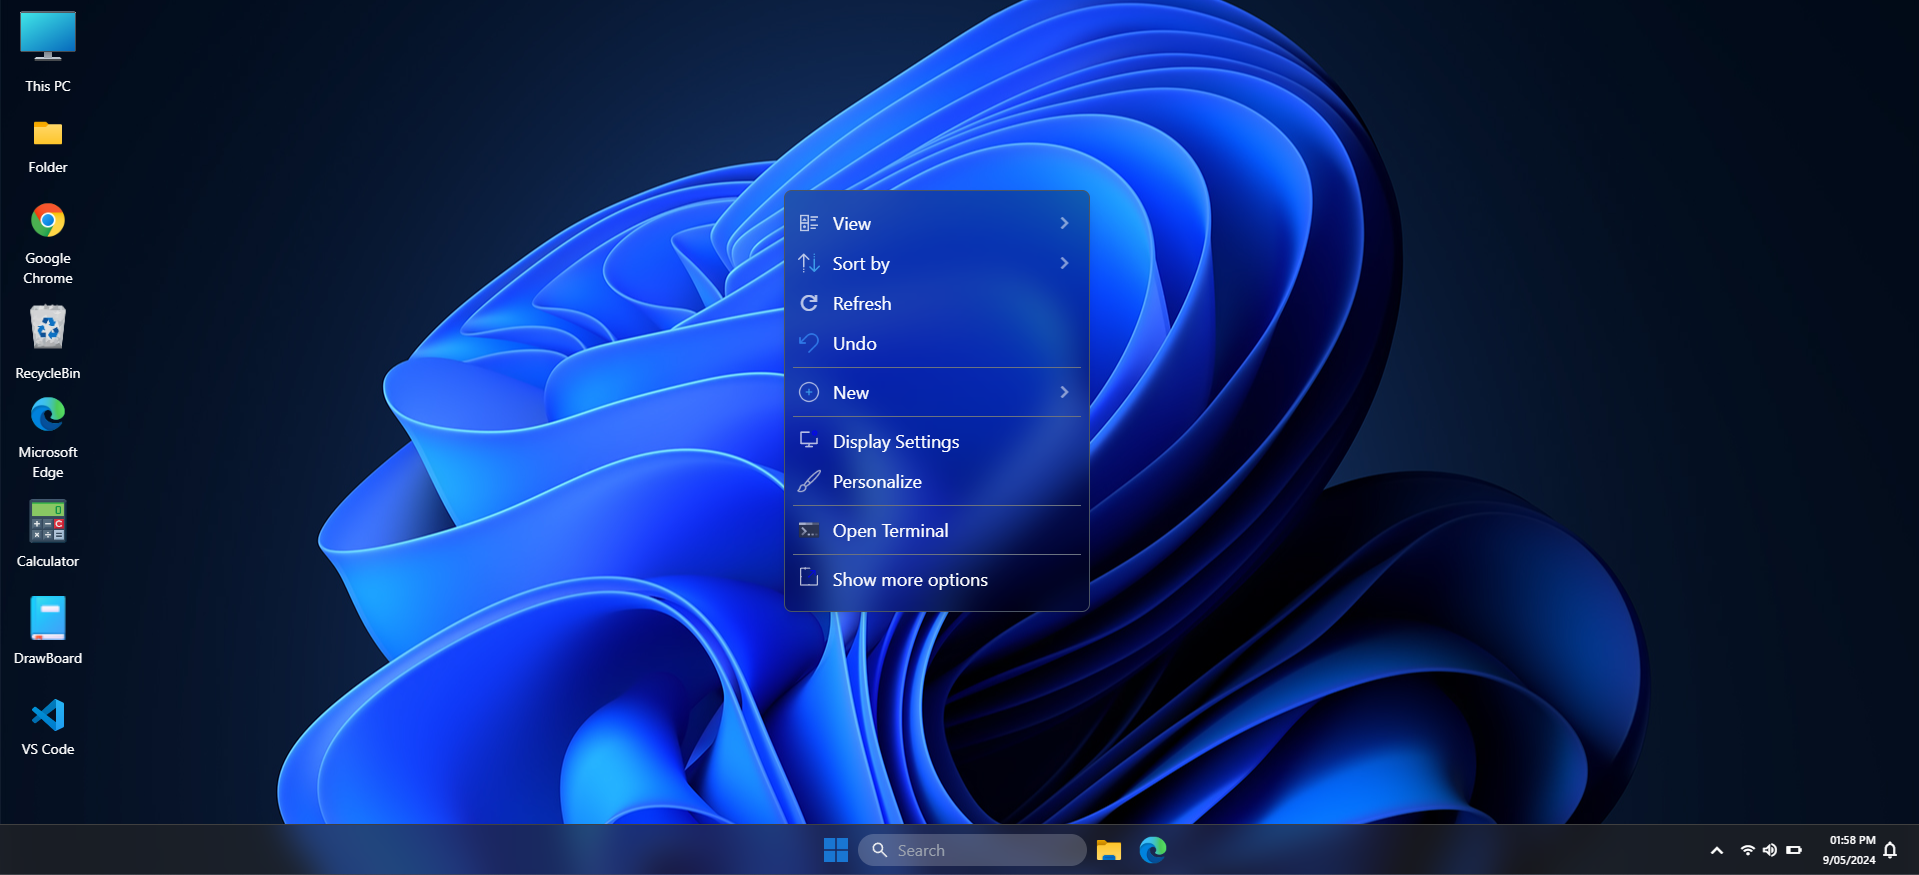 This PC
Folder
Google
Chrome
RecycleBin
Microsoft
Edge
Calculator
DrawBoard
VS Code
View
Sort by
Refresh
Undo
New
Display Settings
Personalize
Open Terminal
Show more options
Search
01:58 PM
9/05/2024